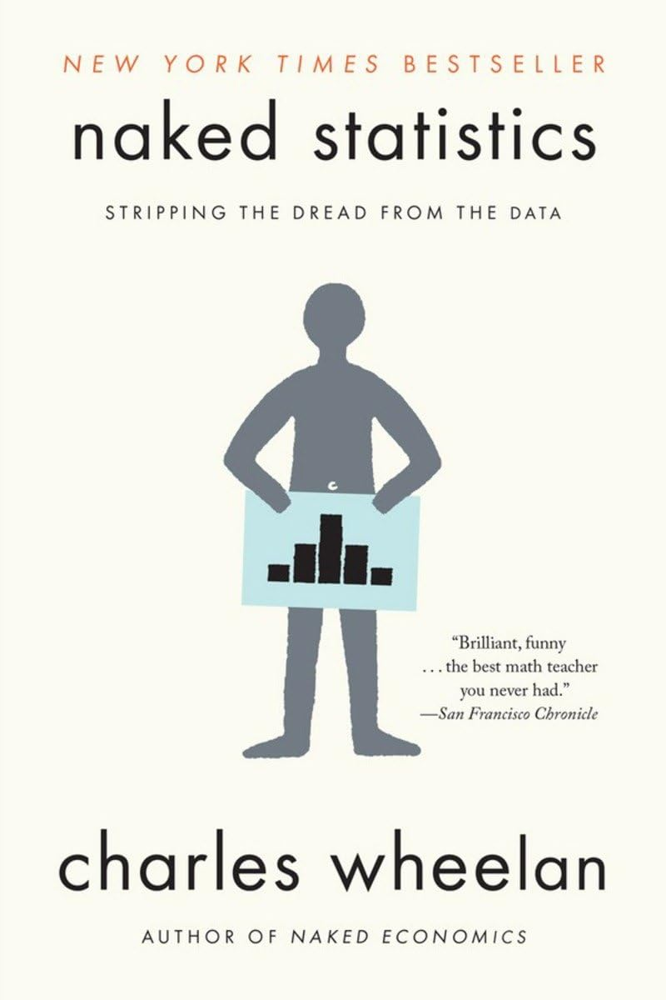 NEW YORK TIMES BESTSELLER
naked statistics
STRIPPING THE DREAD FROM THE DATA
“Brilliant, funny
. . . the best math teacher
you never had.”
—San Francisco Chronicle
charles wheelan
AUTHOR OF NAKED ECONOMICS